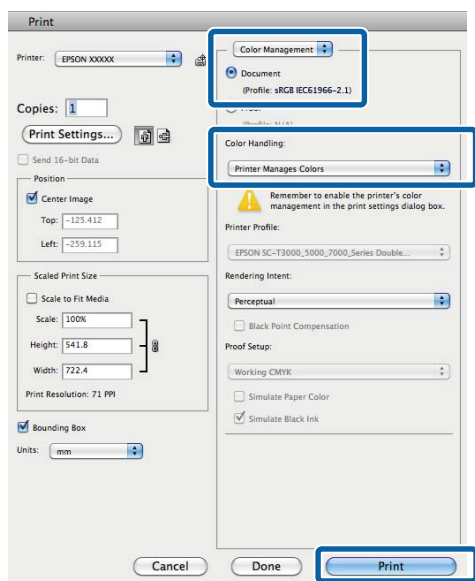 Print
Printer: EPSON XXXXX
Copies: 1
Print Settings...
Send 16-bit Data
Position
Center Image
Top: -125.412
Left: -259.115
Scaled Print Size
Scale to Fit Media
Scale: 100%
Height: 541.8
Width: 722.4
Print Resolution: 71 PPI
Bounding Box
Units: mm
Color Management
Document
(Profile: sRGB IEC61966-2.1)
(Profile: N/A)
Color Handling:
Printer Manages Colors
Remember to enable the printer's color
management in the print settings dialog box.
Printer Profile:
EPSON SC-T3000_5000_7000_Series Double...
Rendering Intent:
Perceptual
Black Point Compensation
Proof Setup:
Working CMYK
Simulate Paper Color
Simulate Black Ink
Cancel
Done
Print